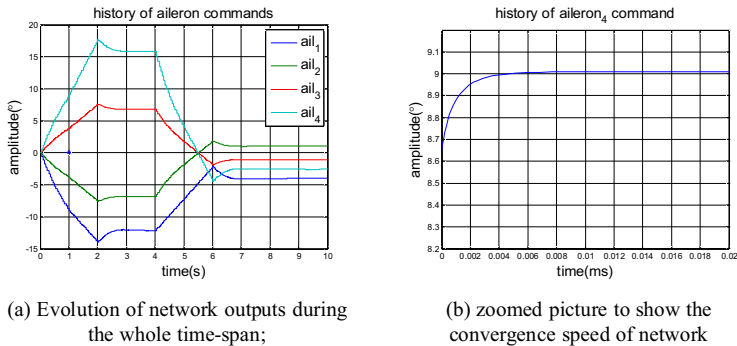 history of aileron commands
20
15
10
5
0
-5
-10
-15
amplitude(°)
0 1 2 3 4 5 6 7 8 9 10
time(s)
ail1
ail2
ail3
ail4
history of aileron4 command
9.1
9
8.9
8.8
8.7
8.6
8.5
8.4
8.3
8.2
amplitude(°)
0 0.002 0.004 0.006 0.008 0.01 0.012 0.014 0.016 0.018 0.02
time(ms)
(a) Evolution of network outputs during
the whole time-span;
(b) zoomed picture to show the
convergence speed of network